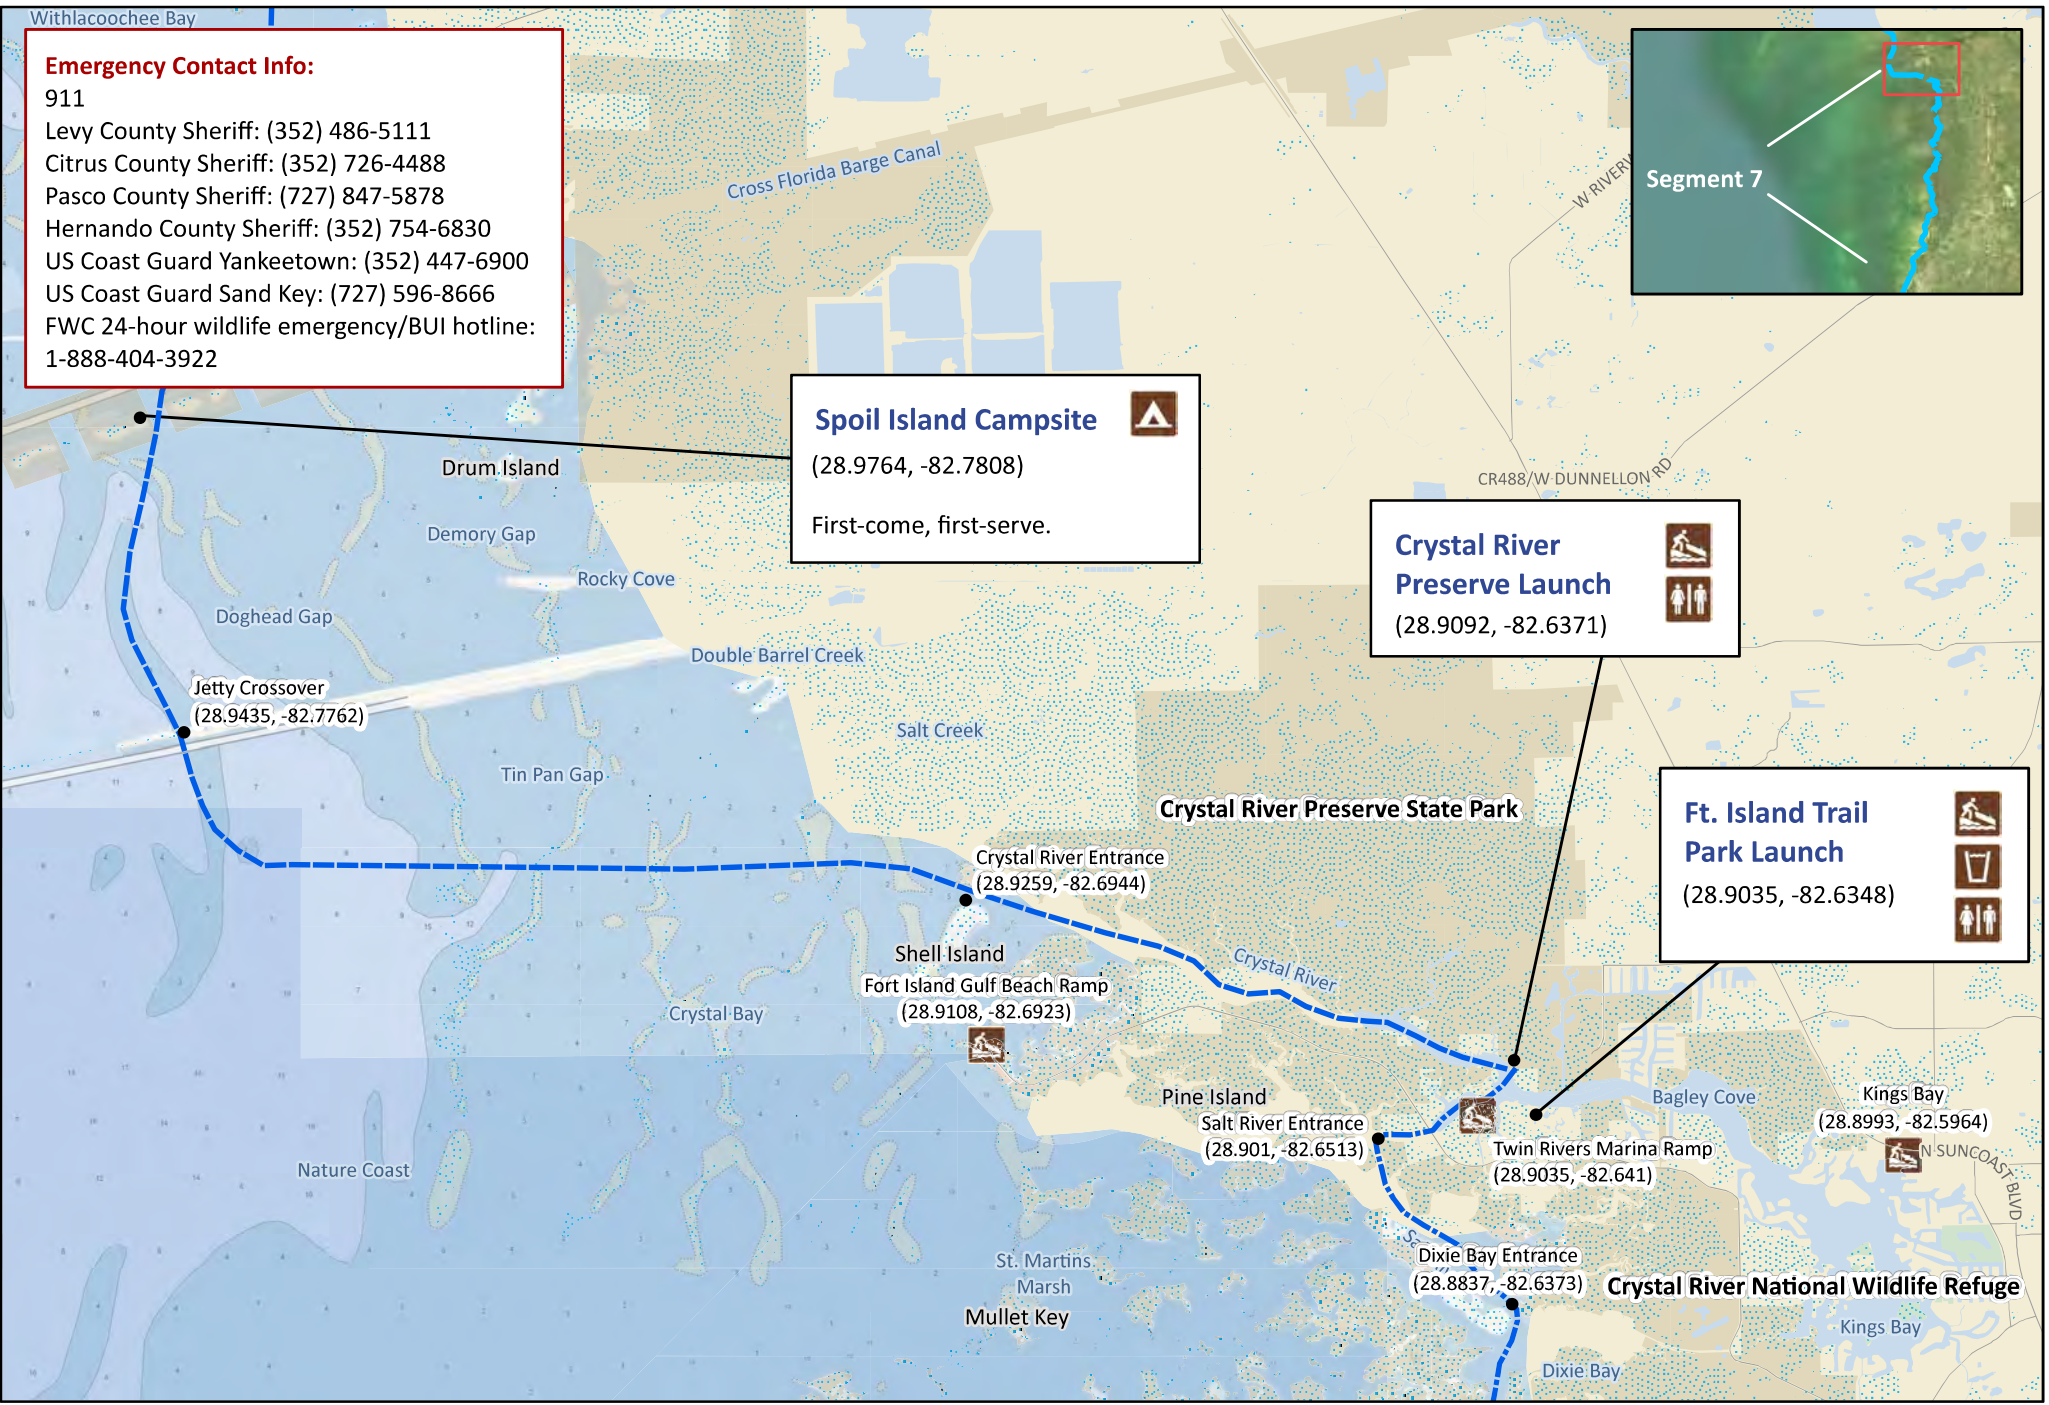 Withlacoochee Bay
Emergency Contact Info:
911
Levy County Sheriff: (352) 486-5111
Citrus County Sheriff: (352) 726-4488
Pasco County Sheriff: (727) 847-5878
Hernando County Sheriff: (352) 754-6830
US Coast Guard Yankeetown: (352) 447-6900
US Coast Guard Sand Key: (727) 596-8666
FWC 24-hour wildlife emergency/BUI hotline:
1-888-404-3922
Cross Florida Barge Canal
Segment 7
Spoil Island Campsite
(28.9764, -82.7808)
First-come, first-serve.
Drum Island
Demory Gap
Rocky Cove
Doghead Gap
Double Barrel Creek
CR488/W DUNNELLON RD
Crystal River
Preserve Launch
(28.9092, -82.6371)
Jetty Crossover
(28.9435, -82.7762)
Salt Creek
Tin Pan Gap
Crystal River Preserve State Park
Ft. Island Trail
Park Launch
(28.9035, -82.6348)
Crystal River Entrance
(28.9259, -82.6944)
Shell Island
Crystal River
Fort Island Gulf Beach Ramp
(28.9108, -82.6923)
Crystal Bay
Pine Island
Bagley Cove
Kings Bay
(28.8993, -82.5964)
Salt River Entrance
(28.901, -82.6513)
Twin Rivers Marina Ramp
(28.9035, -82.641)
N SUNCOAST BLVD
Nature Coast
St. Martins
Marsh
Mullet Key
Dixie Bay Entrance
(28.8837, -82.6373)
Crystal River National Wildlife Refuge
Kings Bay
Dixie Bay